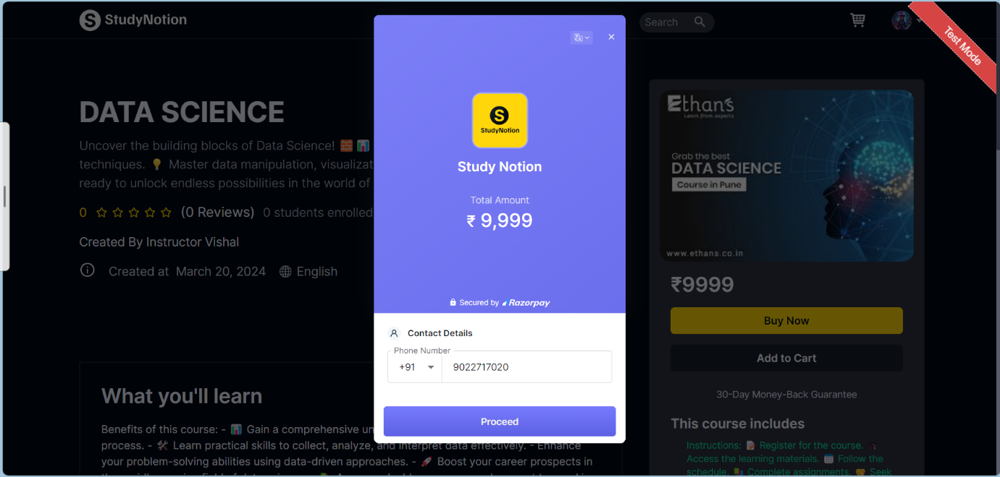 StudyNotion
Search
Test Mode
DATA SCIENCE
Uncover the building blocks of Data Science! 🧱 📊
techniques. 💡 Master data manipulation, visualizat
ready to unlock endless possibilities in the world of
0 (0 Reviews) 0 students enrolled
Created By Instructor Vishal
Created at March 20, 2024 English
What you'll learn
Benefits of this course: - 📊 Gain a comprehensive un
process. - 🛠 Learn practical skills to collect, analyze, and interpret data effectively. - Enhance
your problem-solving abilities using data-driven approaches. - 🚀 Boost your career prospects in
S
StudyNotion
Study Notion
Total Amount
₹ 9,999
Secured by Razorpay
Contact Details
Phone Number
+91 9022717020
Proceed
Ethan's
Learn from experts
Grab the best
DATA SCIENCE
Course in Pune
www.ethans.co.in
₹9999
Buy Now
Add to Cart
30-Day Money-Back Guarantee
This course includes
Instructions: 📝 Register for the course.
Access the learning materials. 📅 Follow the
schedule. 📚 Complete assignments. 🤝 Seek